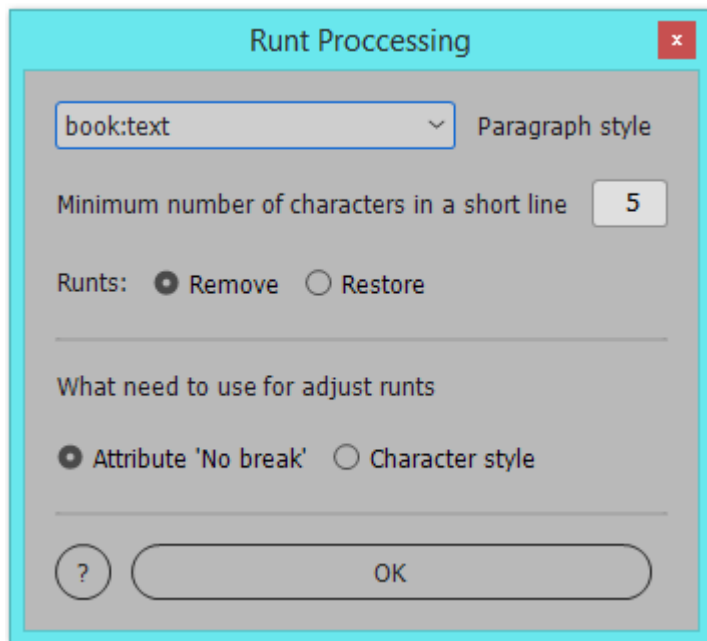 Runt Proccessing
x
book:text Paragraph style
Minimum number of characters in a short line 5
Runts: Remove Restore
What need to use for adjust runts
Attribute 'No break' Character style
? OK